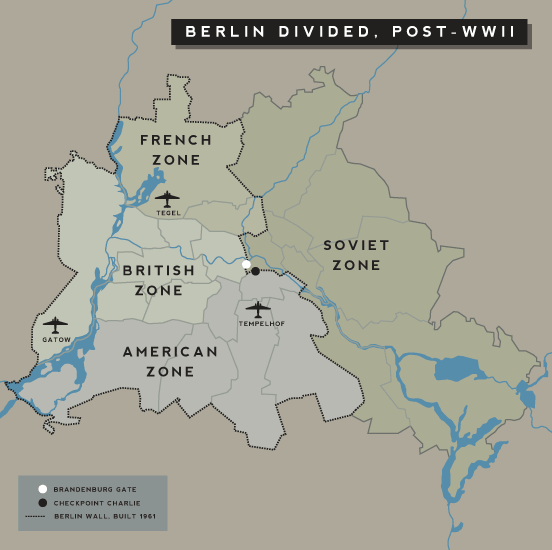 BERLIN DIVIDED, POST-WWII
FRENCH
ZONE
TEGEL
SOVIET
ZONE
BRITISH
ZONE
TEMPELHOF
GATOW
AMERICAN
ZONE
BRANDENBURG GATE
CHECKPOINT CHARLIE
BERLIN WALL, BUILT 1961